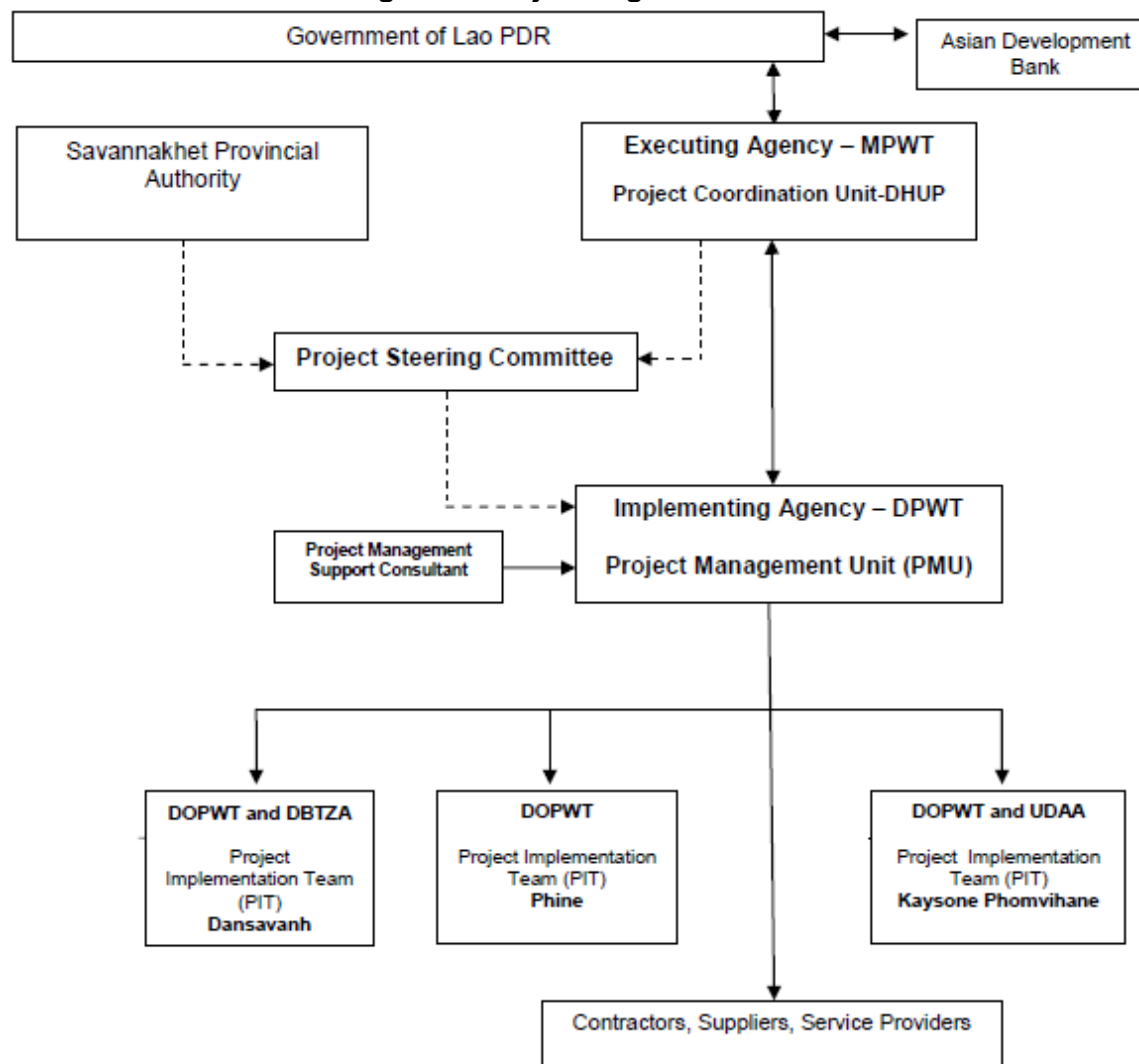 Government of Lao PDR
Asian Development
Bank
Savannakhet Provincial
Authority
Executing Agency – MPWT
Project Coordination Unit-DHUP
Project Steering Committee
Implementing Agency – DPWT
Project Management Unit (PMU)
Project Management
Support Consultant
DOPWT and DBTZA
Project
Implementation Team
(PIT)
Dansavanh
DOPWT
Project Implementation
Team (PIT)
Phine
DOPWT and UDAA
Project Implementation
Team (PIT)
Kaysone Phomvihane
Contractors, Suppliers, Service Providers